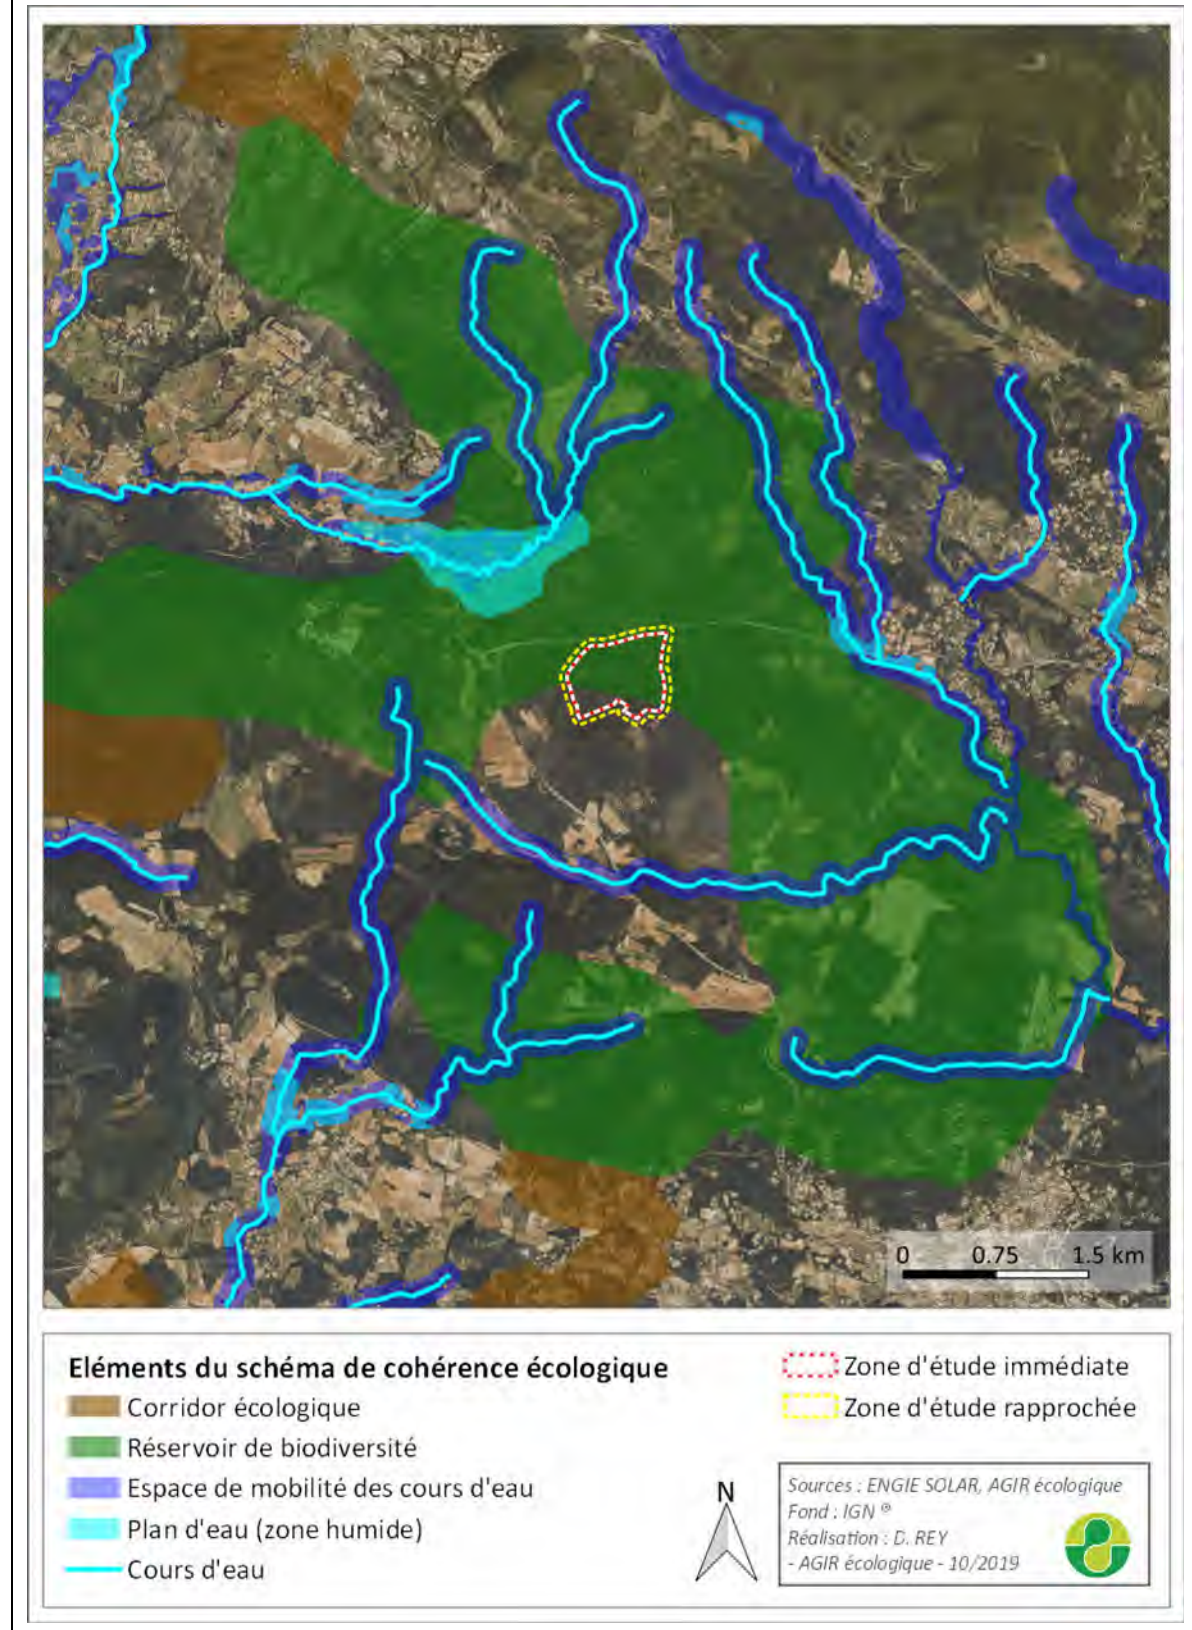 0 0.75 1.5 km
Eléments du schéma de cohérence écologique
Corridor écologique
Réservoir de biodiversité
Espace de mobilité des cours d'eau
Plan d'eau (zone humide)
Cours d'eau
Zone d'étude immédiate
Zone d'étude rapprochée
N
Sources : ENGIE SOLAR, AGIR écologique
Fond : IGN ®
Réalisation : D. REY
- AGIR écologique - 10/2019